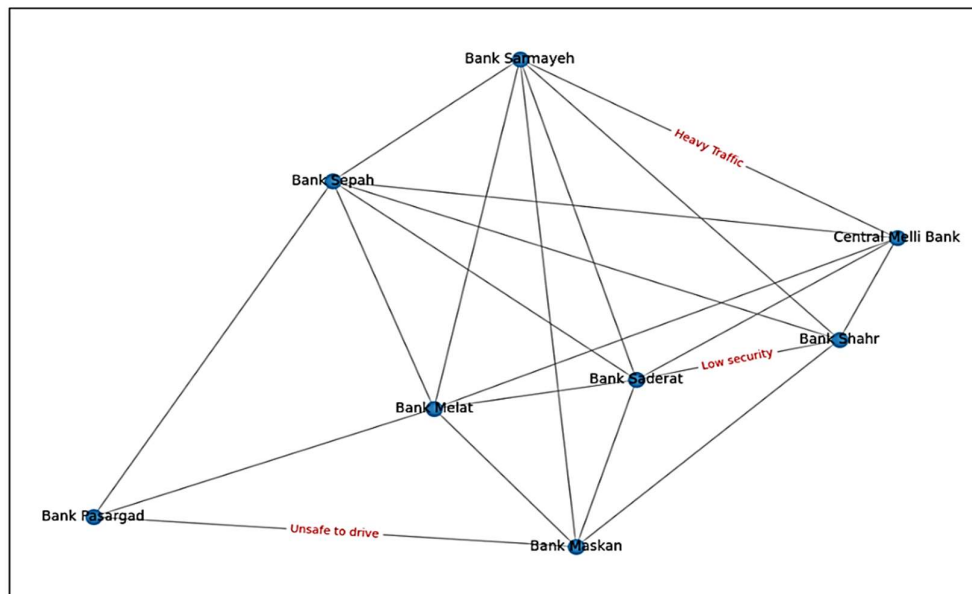 Bank Sarmayeh
Heavy Traffic
Bank Sepah
Central Melli Bank
Bank Shahr
Low security
Bank Saderat
Bank Melat
Bank Pasargad
Unsafe to drive
Bank Maskan